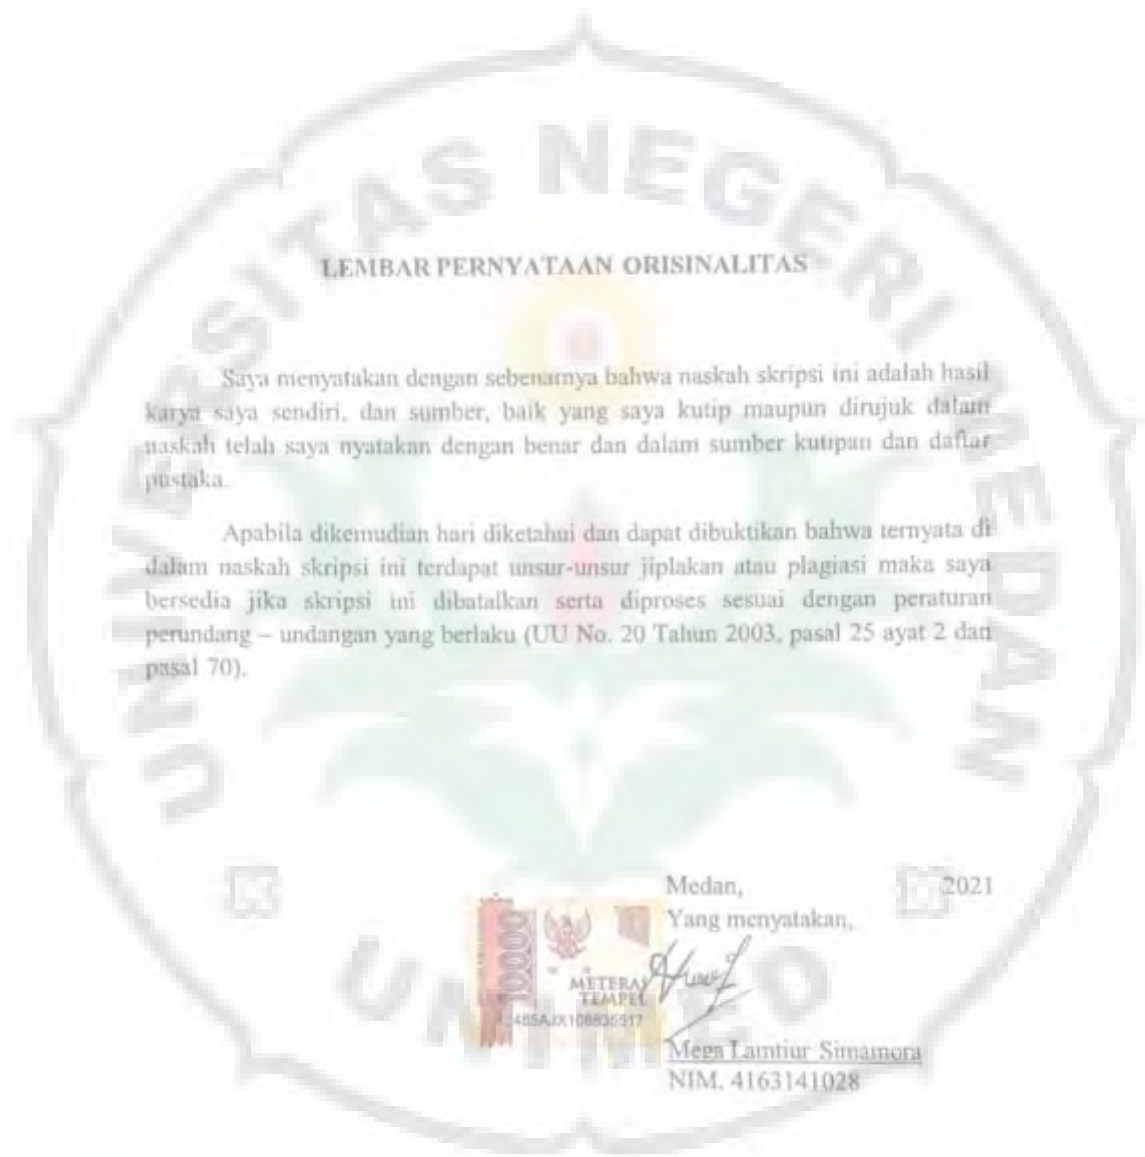 UNIVERSITAS NEGERI MEDAN
LEMBAR PERNYATAAN ORISINALITAS
Saya menyatakan dengan sebenarnya bahwa naskah skripsi ini adalah hasil
karya saya sendiri, dan sumber, baik yang saya kutip maupun dirujuk dalam
naskah telah saya nyatakan dengan benar dan dalam sumber kutipan dan daftar
pustaka.
Apabila dikemudian hari diketahui dan dapat dibuktikan bahwa ternyata di
dalam naskah skripsi ini terdapat unsur-unsur jiplakan atau plagiasi maka saya
bersedia jika skripsi ini dibatalkan serta diproses sesuai dengan peraturan
perundang – undangan yang berlaku (UU No. 20 Tahun 2003, pasal 25 ayat 2 dan
pasal 70).
Medan, 2021
Yang menyatakan,
10000
METERAI
TEMPEL
Mega Lamtiur Simamora
NIM. 4163141028
UNIMED